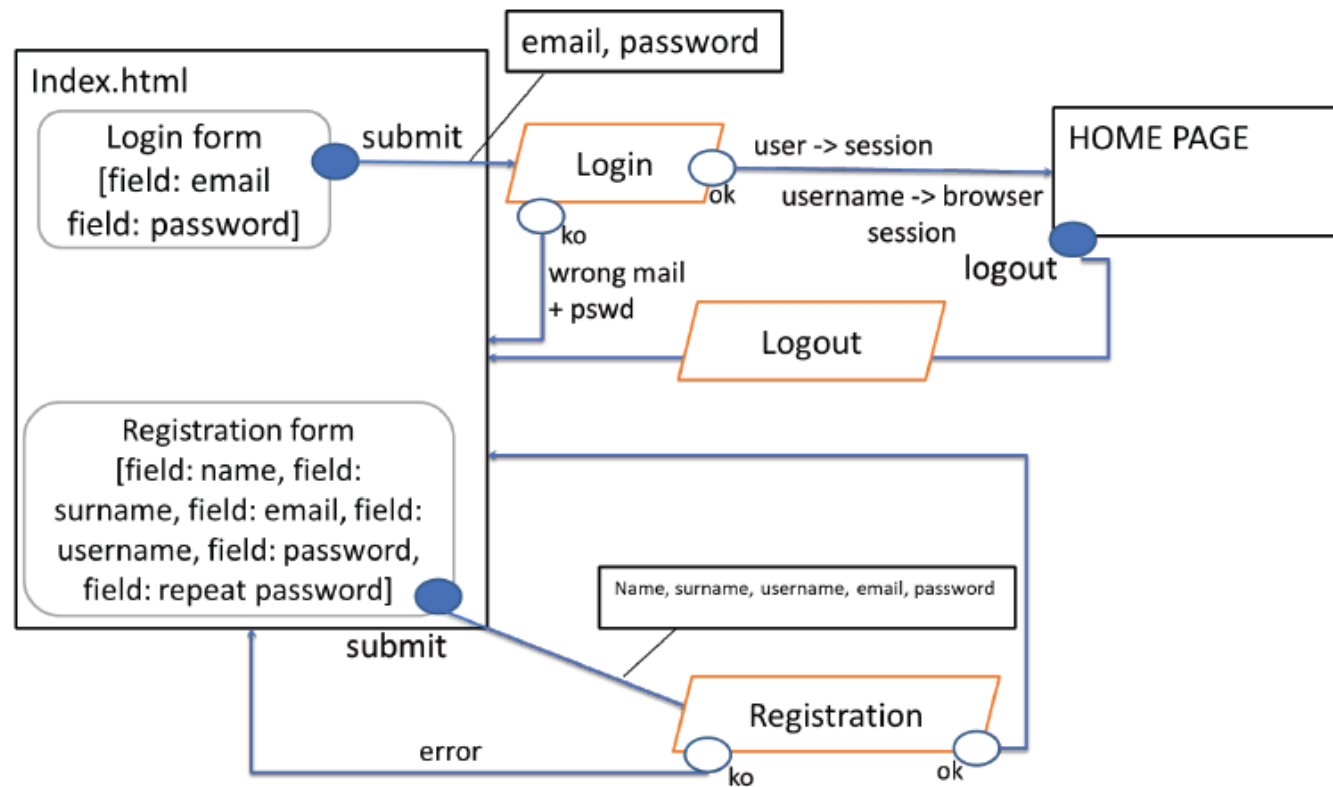 email, password
Index.html
Login form
[field: email
field: password]
submit
Login
ok
ko
user -> session
username -> browser
session
HOME PAGE
logout
wrong mail
+ pswd
Logout
Registration form
[field: name, field:
surname, field: email, field:
username, field: password,
field: repeat password]
submit
Name, surname, username, email, password
Registration
error
ko
ok